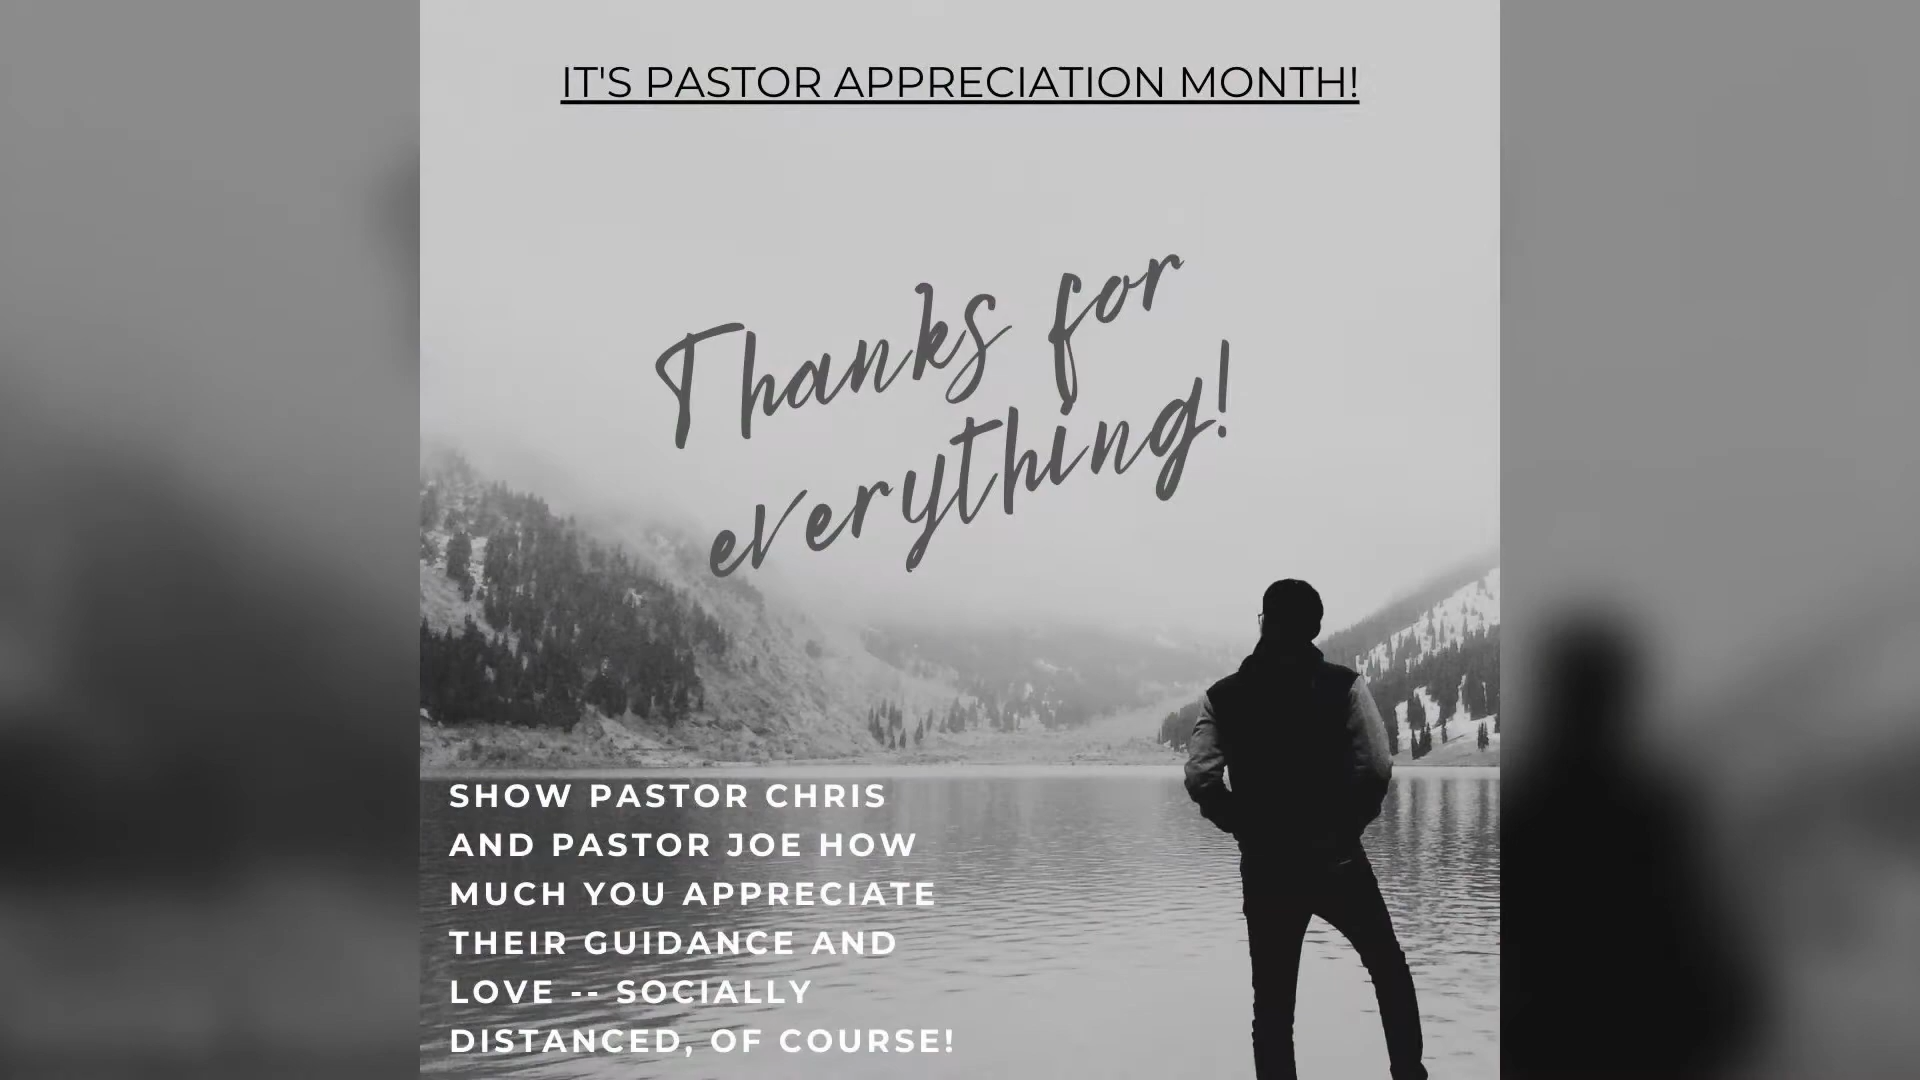 IT'S PASTOR APPRECIATION MONTH!
Thanks for
everything!
SHOW PASTOR CHRIS
AND PASTOR JOE HOW
MUCH YOU APPRECIATE
THEIR GUIDANCE AND
LOVE -- SOCIALLY
DISTANCED, OF COURSE!